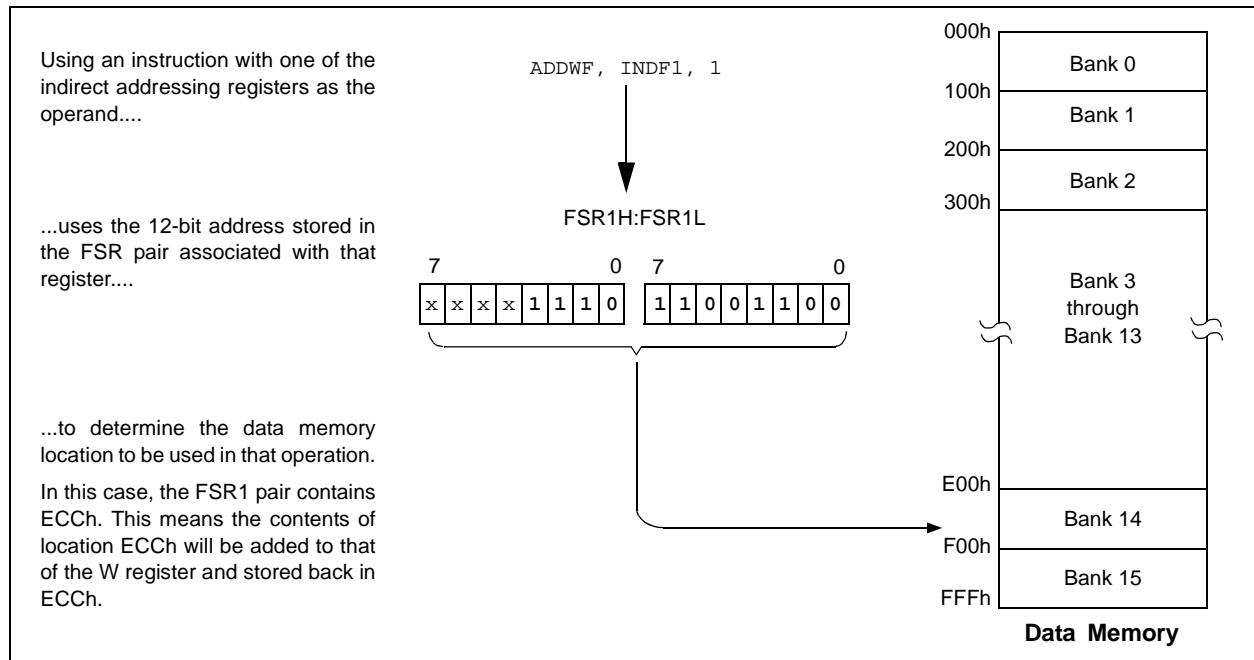 Using an instruction with one of the
indirect addressing registers as the
operand....
ADDWF, INDF1, 1
...uses the 12-bit address stored in
the FSR pair associated with that
register....
FSR1H:FSR1L
7 0 7 0
x x x x 1 1 1 0 1 1 0 0 1 1 0 0
...to determine the data memory
location to be used in that operation.
In this case, the FSR1 pair contains
ECCh. This means the contents of
location ECCh will be added to that
of the W register and stored back in
ECCh.
000h
Bank 0
100h
Bank 1
200h
Bank 2
300h
Bank 3
through
Bank 13
E00h
Bank 14
F00h
Bank 15
FFFh
Data Memory